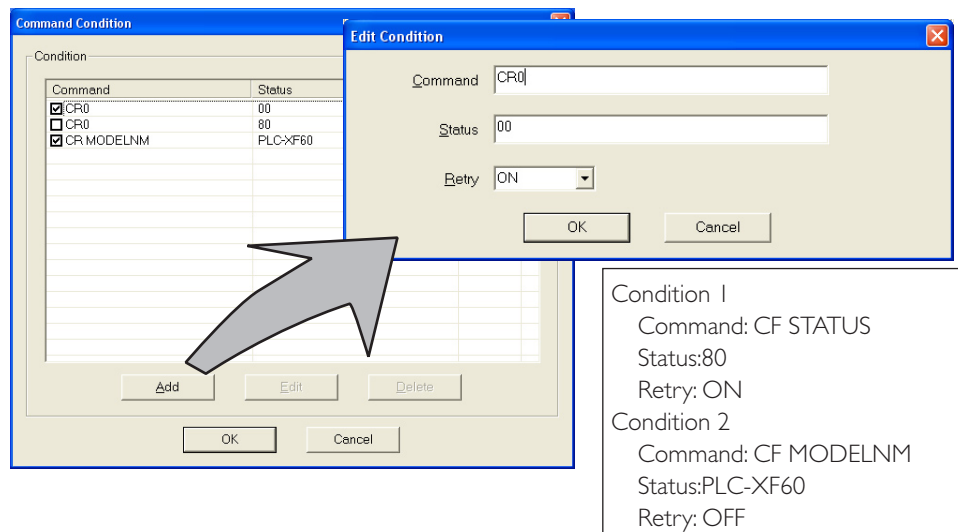 Command Condition
Condition
Command Status
CR0 00
CR0 80
CR MODELNM PLC-XF60
Add Edit Delete
OK Cancel
Edit Condition
Command CR0
Status 00
Retry ON
OK Cancel
Condition 1
Command: CF STATUS
Status:80
Retry: ON
Condition 2
Command: CF MODELNM
Status:PLC-XF60
Retry: OFF